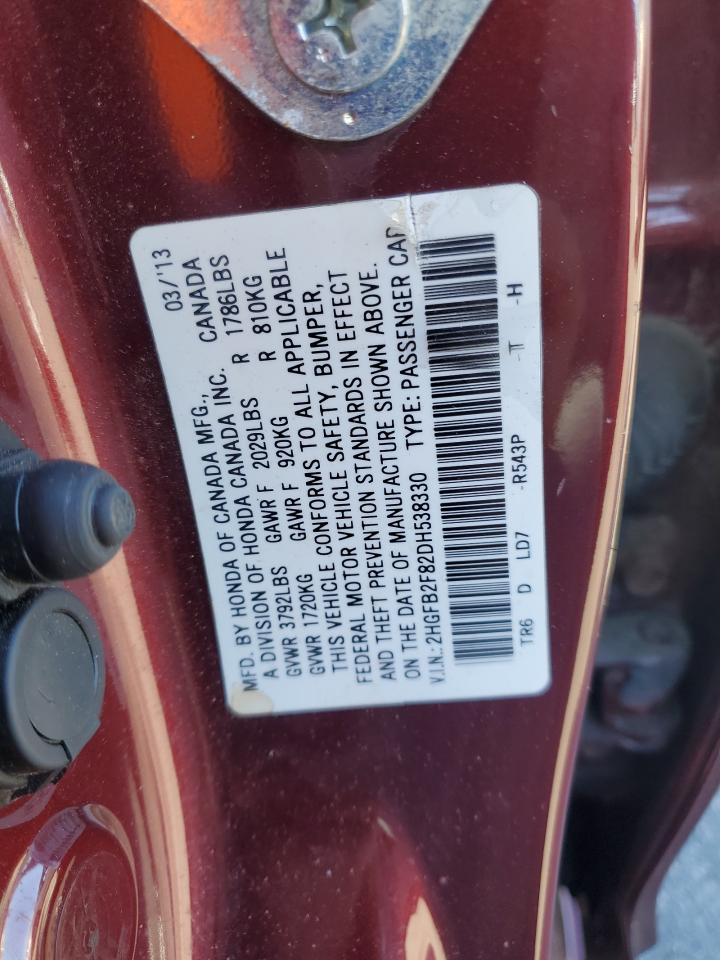 MFD. BY HONDA OF CANADA MFG., 03/'13
A DIVISION OF HONDA CANADA INC. CANADA
GVWR 3792LBS GAWR F 2029LBS R 1786LBS
GVWR 1720KG GAWR F 920KG R 810KG
THIS VEHICLE CONFORMS TO ALL APPLICABLE
FEDERAL MOTOR VEHICLE SAFETY, BUMPER,
AND THEFT PREVENTION STANDARDS IN EFFECT
ON THE DATE OF MANUFACTURE SHOWN ABOVE.
V.I.N.: 2HGFB2F82DH538330 TYPE: PASSENGER CAR
TR6 D LD7 -R543P -T -H